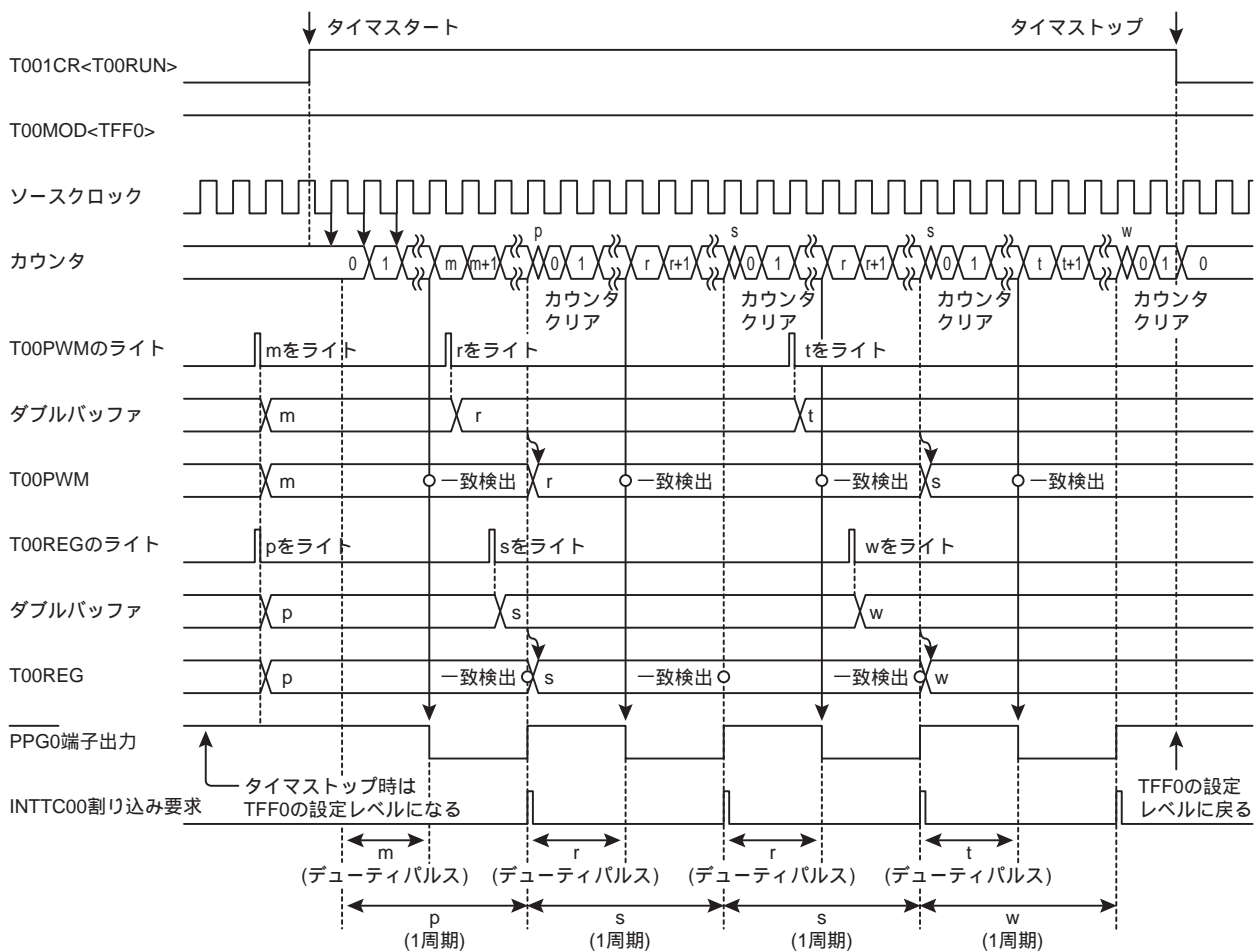 タイマスタート
タイマストップ
T001CR<T00RUN>
T00MOD<TFF0>
ソースクロック
p s s w
カウンタ 0 1 m m+1 0 1 r r+1 0 1 r r+1 0 1 t t+1 0 1 0
カウンタ カウンタ カウンタ カウンタ
クリア クリア クリア クリア
T00PWMのライト mをライト rをライト tをライト
ダブルバッファ m r t
T00PWM m 一致検出 r 一致検出 一致検出 s 一致検出
T00REGのライト pをライト sをライト wをライト
ダブルバッファ p s w
T00REG p 一致検出 s 一致検出 一致検出 w
PPG0端子出力
タイマストップ時は
TFF0の設定レベルになる
TFF0の設定
レベルに戻る
INTTC00割り込み要求
m r r t
(デューティパルス) (デューティパルス) (デューティパルス) (デューティパルス)
p s s w
(1周期) (1周期) (1周期) (1周期)